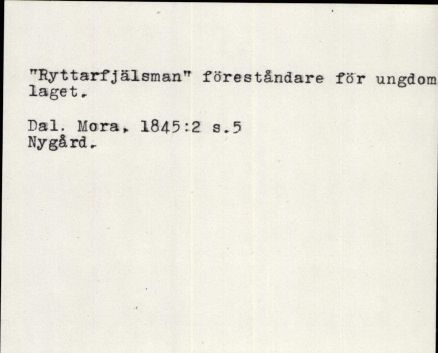 "Ryttarfjälsman" föreståndare för ungdom
laget.
Dal. Mora, 1845:2 s.5
Nygård.